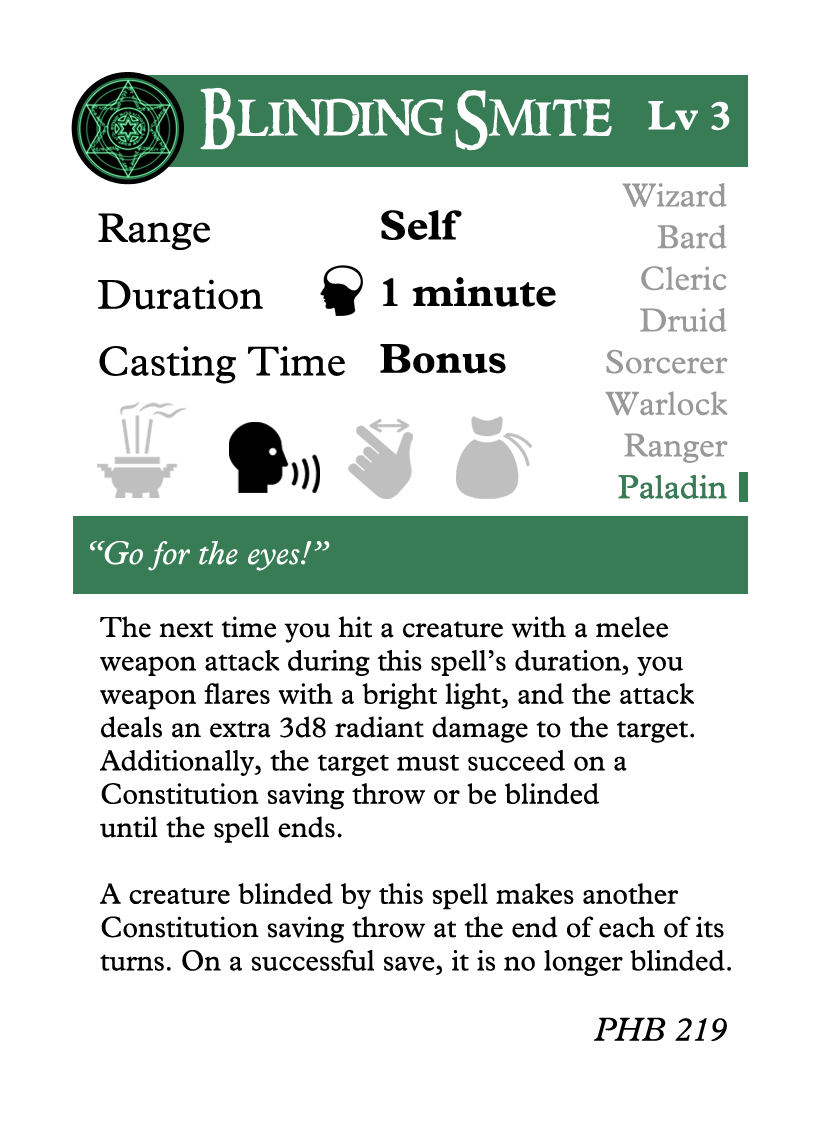 BLINDING SMITE Lv 3
Range Self
Duration 1 minute
Casting Time Bonus
Wizard
Bard
Cleric
Druid
Sorcerer
Warlock
Ranger
Paladin
“Go for the eyes!”
The next time you hit a creature with a melee
weapon attack during this spell’s duration, you
weapon flares with a bright light, and the attack
deals an extra 3d8 radiant damage to the target.
Additionally, the target must succeed on a
Constitution saving throw or be blinded
until the spell ends.
A creature blinded by this spell makes another
Constitution saving throw at the end of each of its
turns. On a successful save, it is no longer blinded.
PHB 219